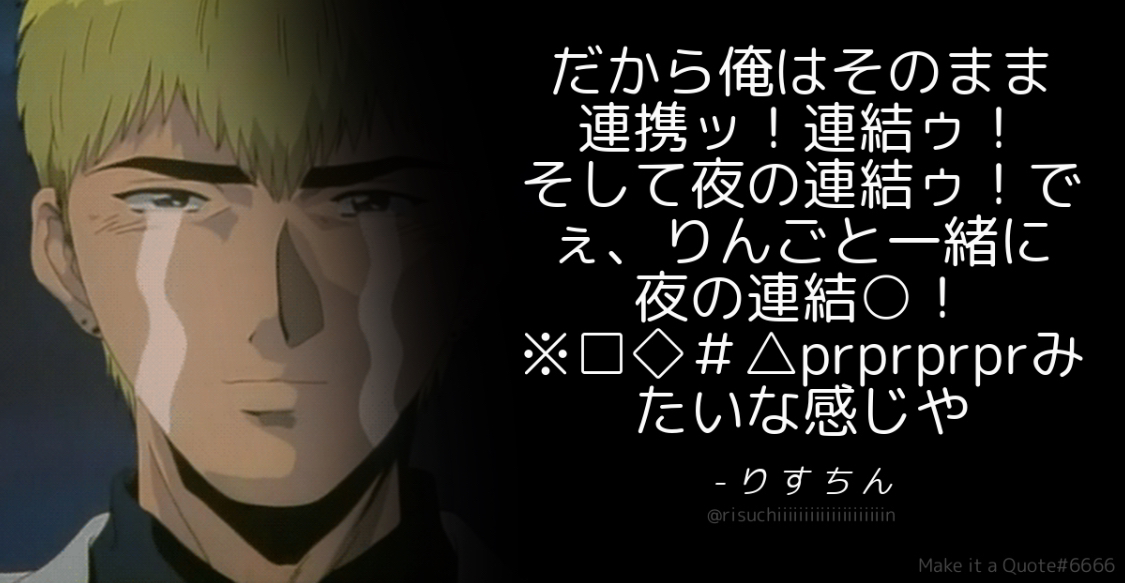 だから俺はそのまま
連携ッ！連結ゥ！
そして夜の連結ゥ！で
ぇ、りんごと一緒に
夜の連結○！
※□◇＃△prprprprみ
たいな感じや
- りすちん
@risuchiiiiiiiiiiiiiiiiiiiiin
Make it a Quote#6666